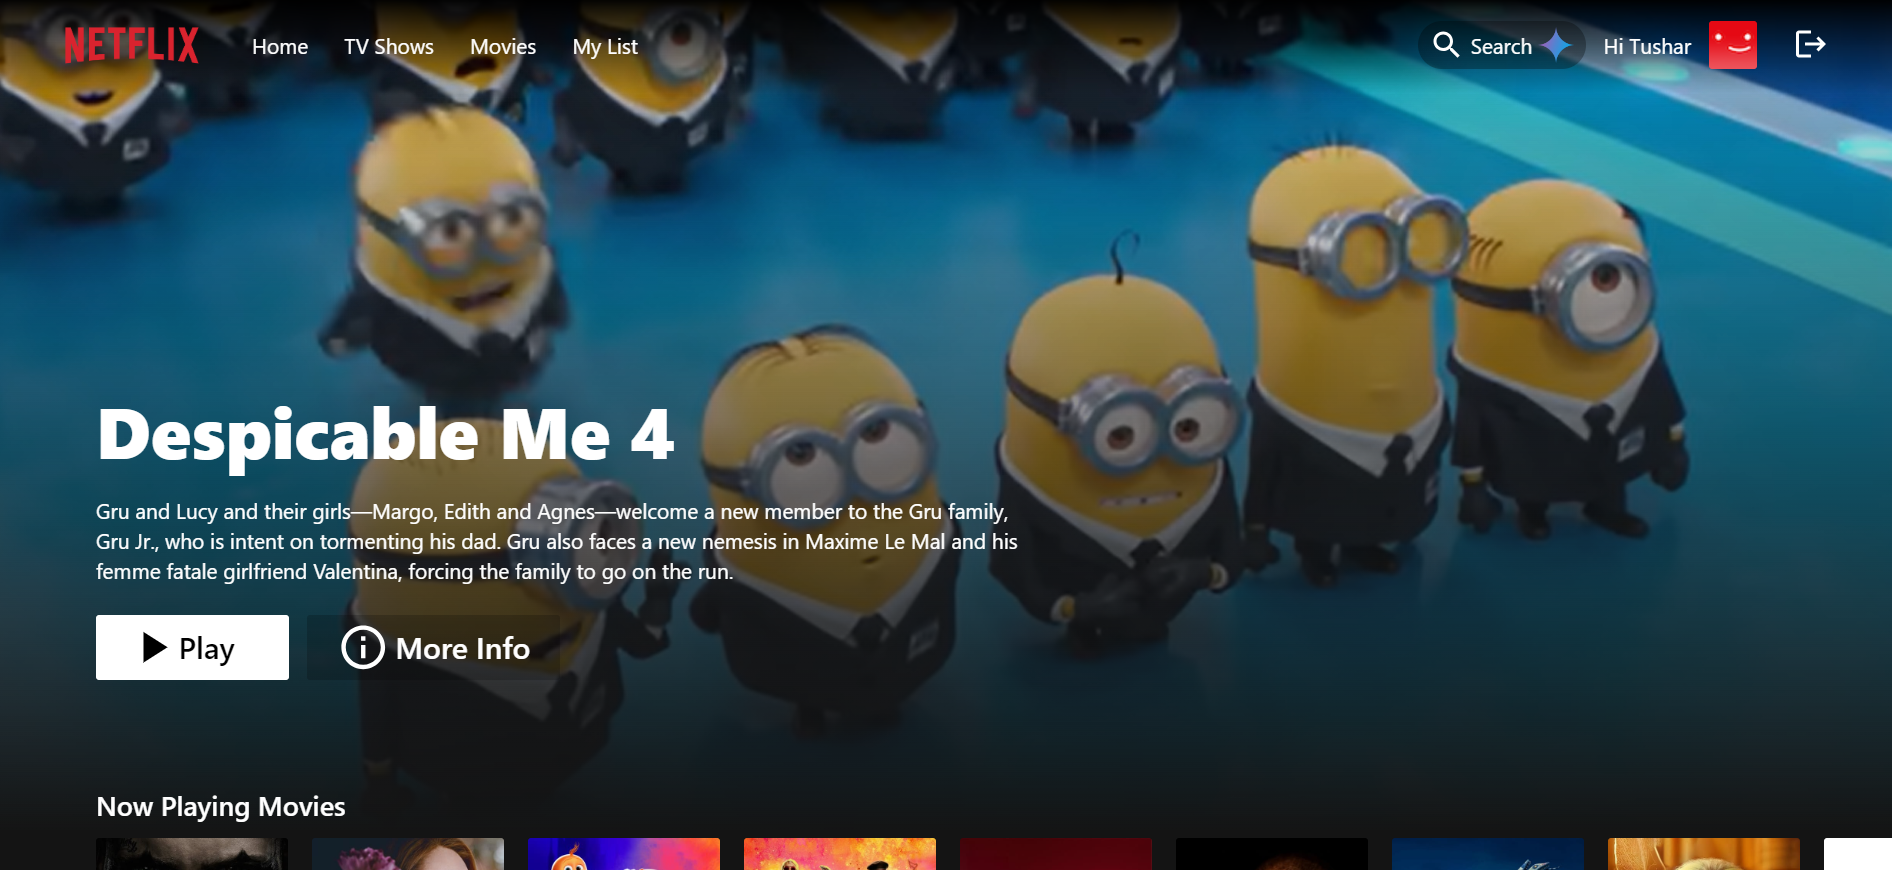 NETFLIX
Home
TV Shows
Movies
My List
Search
Hi Tushar
Despicable Me 4
Gru and Lucy and their girls—Margo, Edith and Agnes—welcome a new member to the Gru family,
Gru Jr., who is intent on tormenting his dad. Gru also faces a new nemesis in Maxime Le Mal and his
femme fatale girlfriend Valentina, forcing the family to go on the run.
Play
More Info
Now Playing Movies